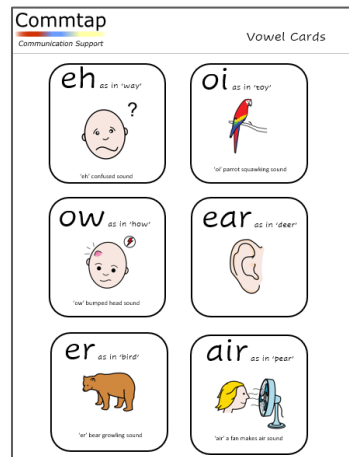 Commtap
Communication Support
Vowel Cards
eh as in 'way'
?
'eh' confused sound
oi as in 'toy'
'oi' parrot squawking sound
ow as in 'how'
'ow' bumped head sound
ear as in 'deer'
er as in 'bird'
'er' bear growling sound
air as in 'pear'
'air' a fan makes air sound